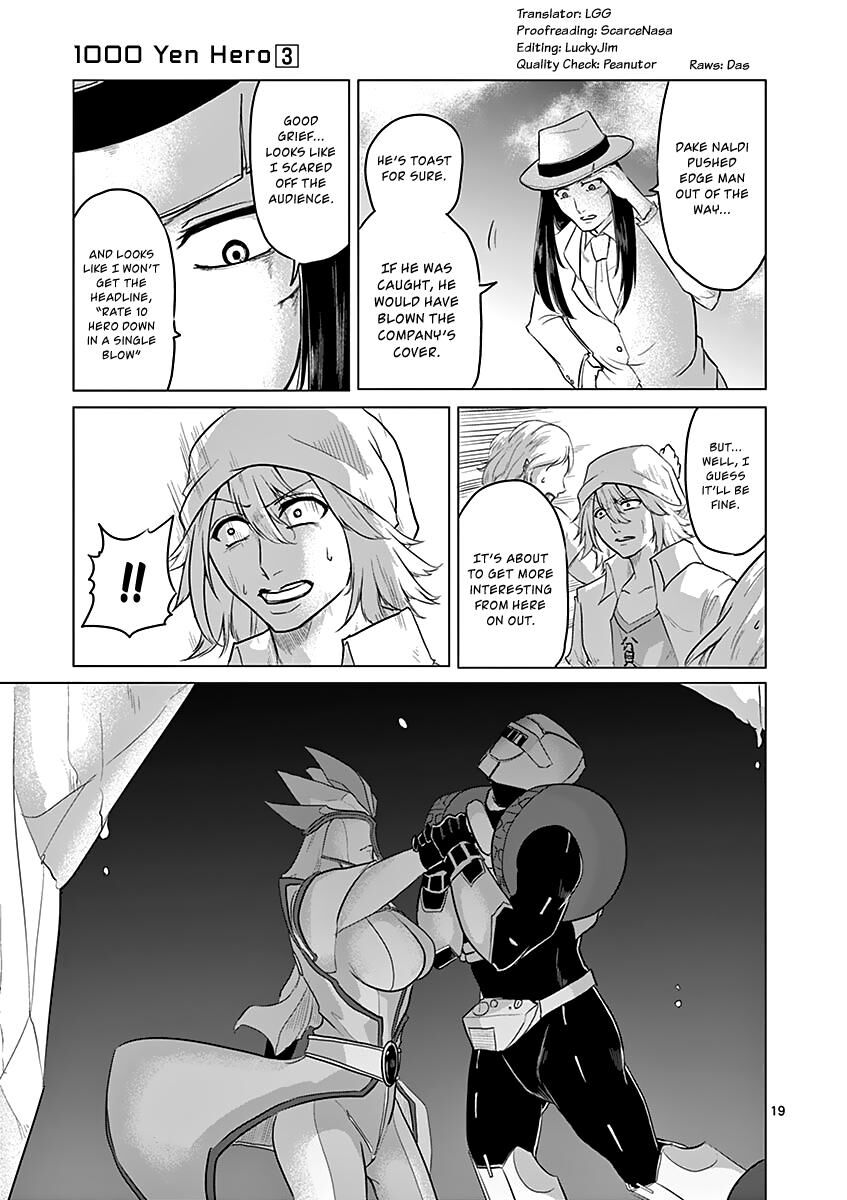 Translator: LGG
Proofreading: ScarceNasa
Editing: LuckyJim
Quality Check: Peanutor Raws: Das
1000 Yen Hero 3
DAKE NALDI
PUSHED
EDGE MAN
OUT OF THE
WAY...
HE'S TOAST
FOR SURE.
IF HE WAS
CAUGHT, HE
WOULD HAVE
BLOWN THE
COMPANY'S
COVER.
GOOD
GRIEF...
LOOKS LIKE
I SCARED
OFF THE
AUDIENCE.
AND LOOKS
LIKE I WON'T
GET THE
HEADLINE,
"RATE 10
HERO DOWN
IN A SINGLE
BLOW"
BUT...
WELL, I
GUESS
IT'LL BE
FINE.
IT'S ABOUT
TO GET MORE
INTERESTING
FROM HERE
ON OUT.
!!
19